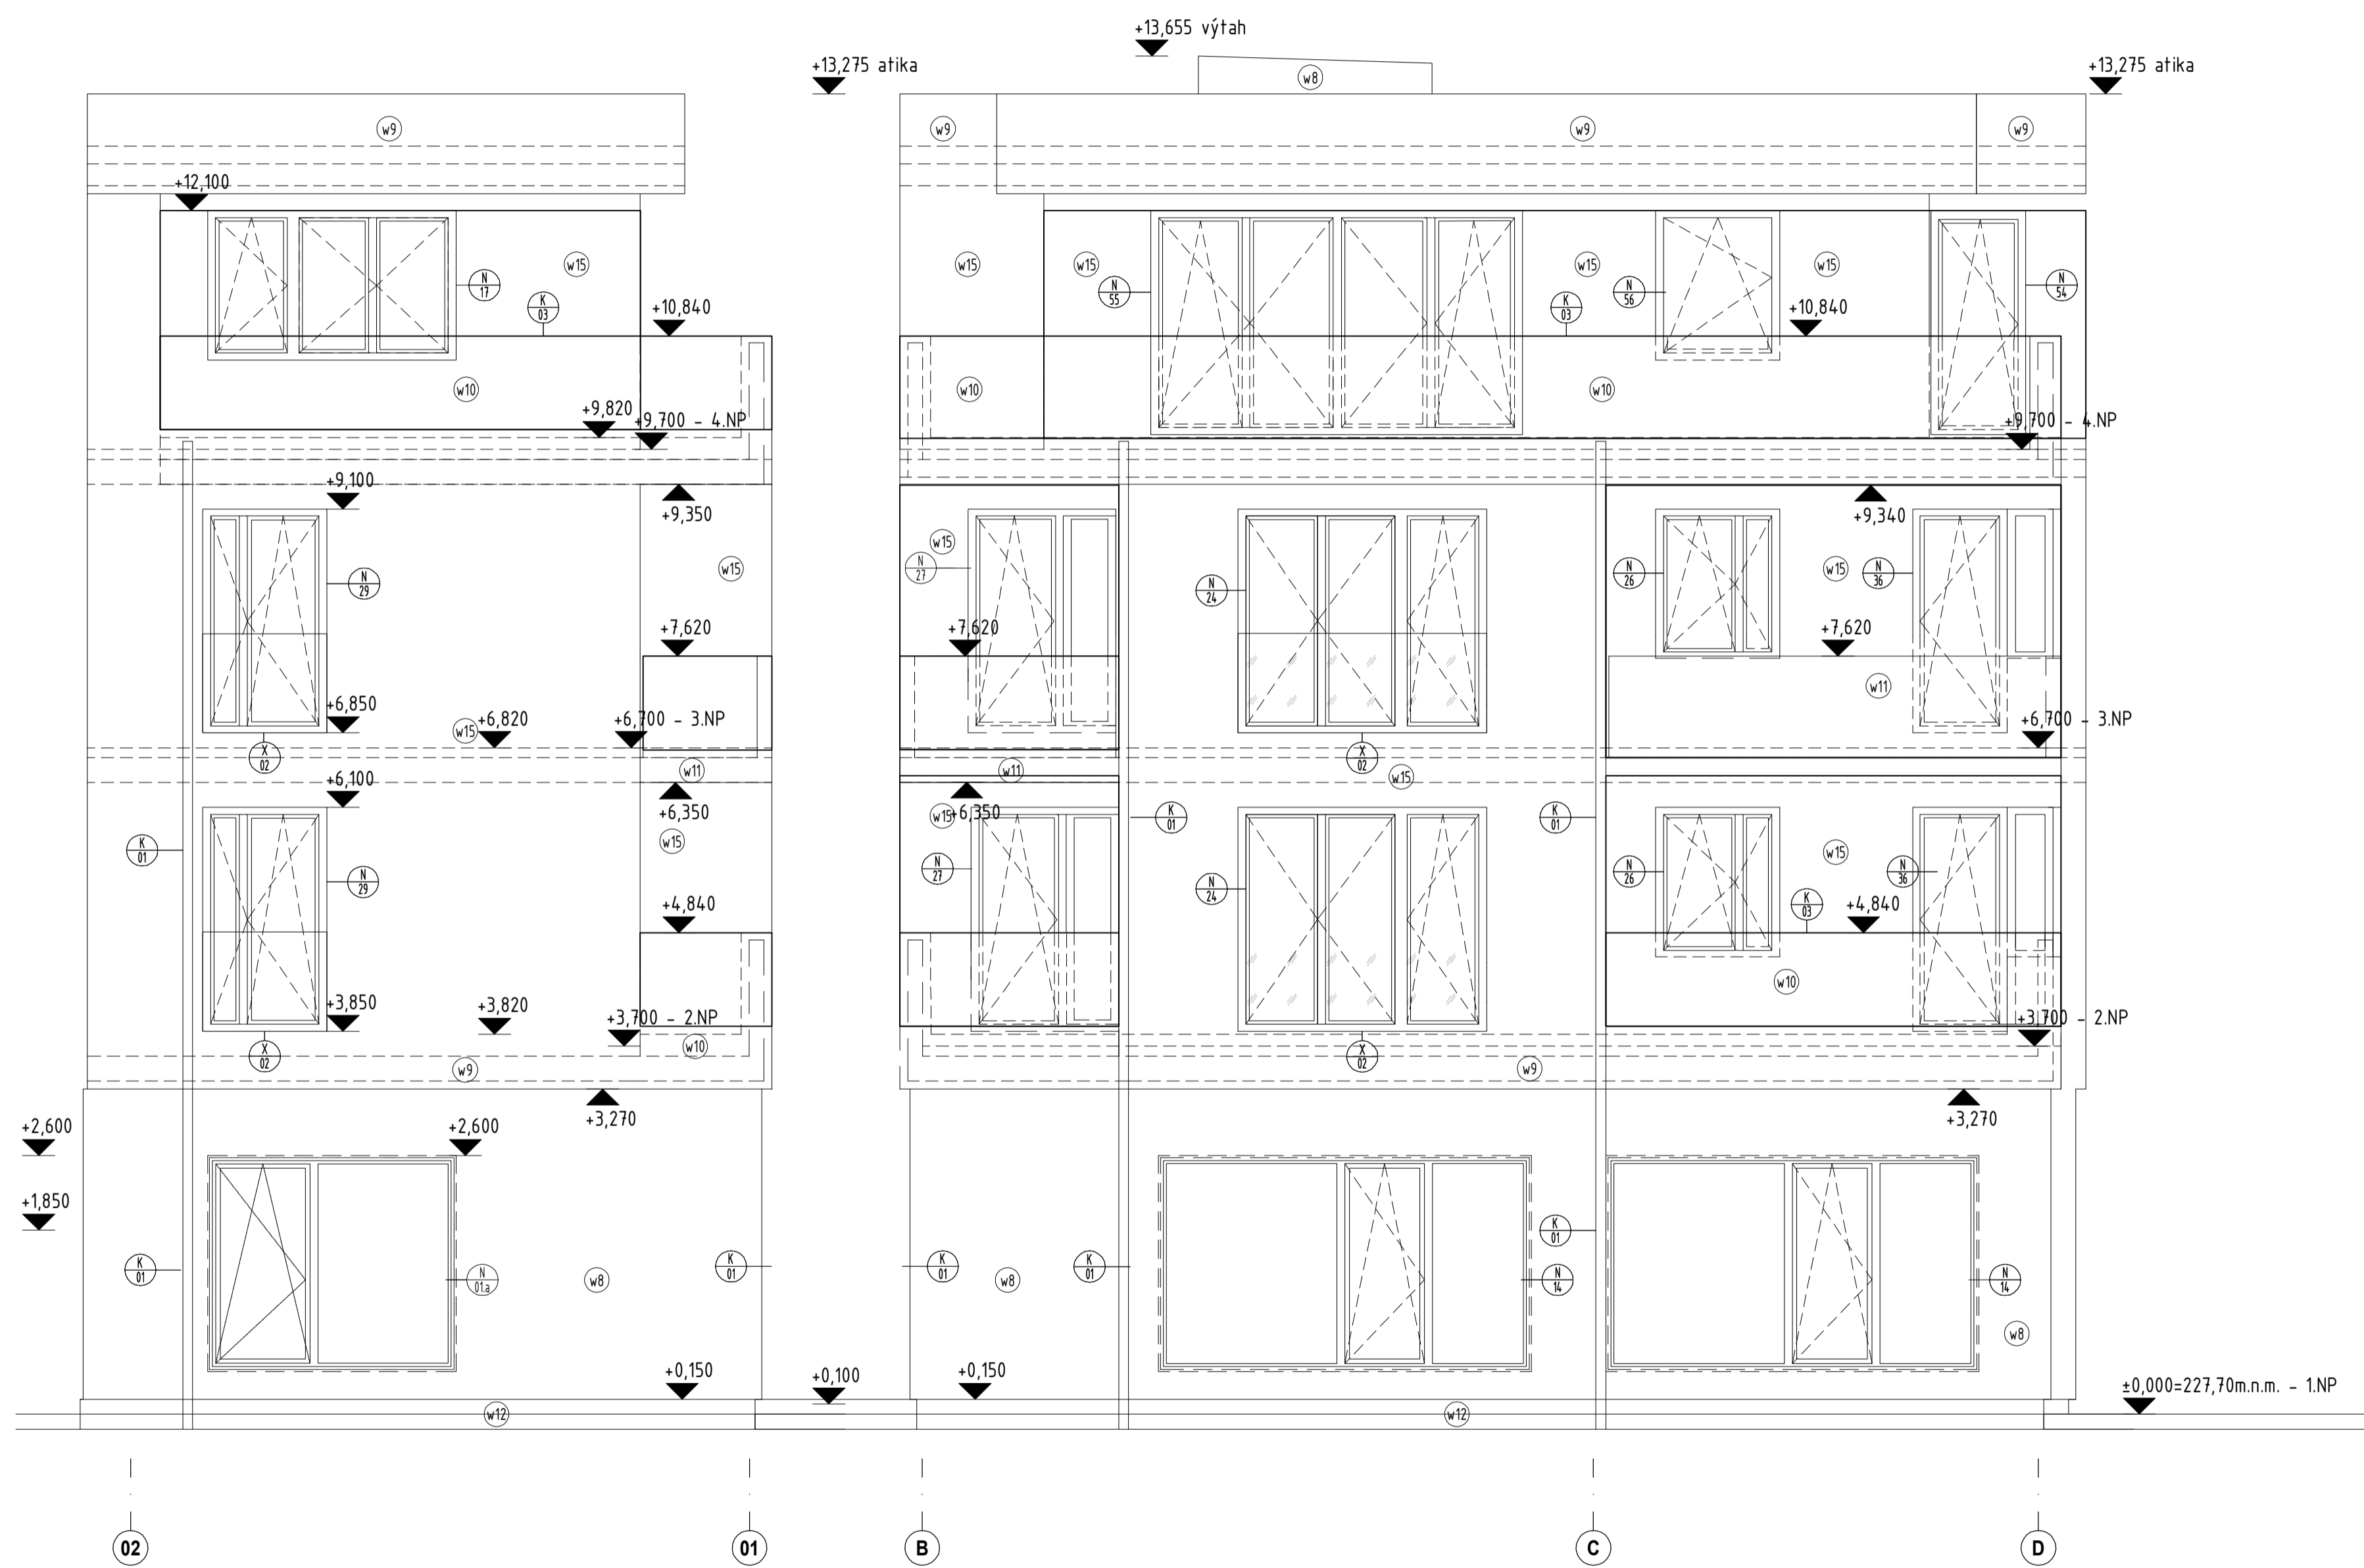 +13,655 výtah
+13,275 atika
+13,275 atika
w8
w9
w9
w9
w9
+12,100
w15
w15
w15
w15
w15
N
17
N
55
N
56
N
54
K
03
K
03
+10,840
+10,840
w10
w10
w10
+9,820
+9,700 - 4.NP
+9,700 - 4.NP
+9,100
+9,350
+9,340
w15
w15
w15
N
29
N
27
N
24
N
26
N
36
+7,620
+7,620
+7,620
w11
+6,850
w15
+6,820
+6,700 - 3.NP
+6,700 - 3.NP
X
02
X
02
w11
w11
w15
+6,100
+6,350
+6,350
w15
w15
w15
K
01
K
01
K
01
N
29
N
27
N
24
N
26
N
36
K
03
+4,840
+4,840
w10
+3,850
+3,820
+3,700 - 2.NP
+3,700 - 2.NP
X
02
X
02
w10
w9
w9
+3,270
+3,270
+2,600
+2,600
+1,850
K
01
K
01
K
01
K
01
K
01
N
01.a
N
14
N
14
w8
w8
w8
+0,150
+0,100
+0,150
±0,000=227,70m.n.m. - 1.NP
w12
w12
02
01
B
C
D